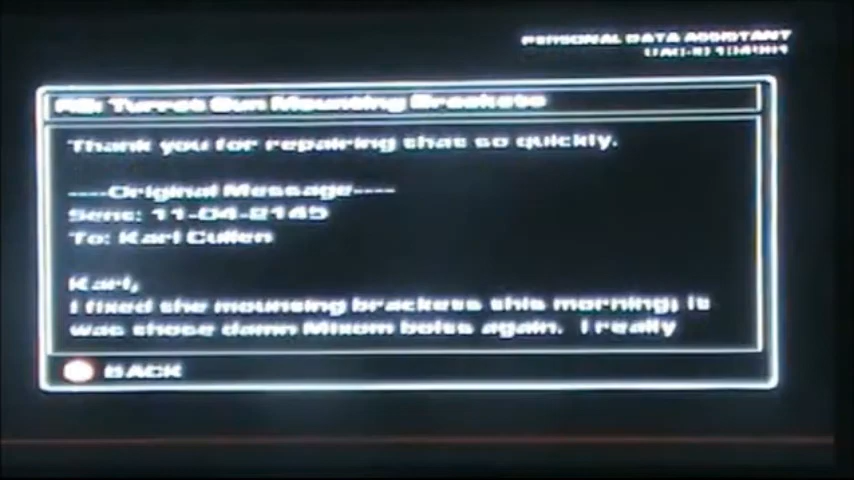 PERSONAL DATA ASSISTANT
RE: Turret Gun Mounting Brackets
Thank you for repairing that so quickly.
----Original Message----
Sent: 11-04-2145
To: Karl Cullen
Karl,
I fixed the mounting brackets this morning; it
was those damn Mixom bolts again. I really
BACK